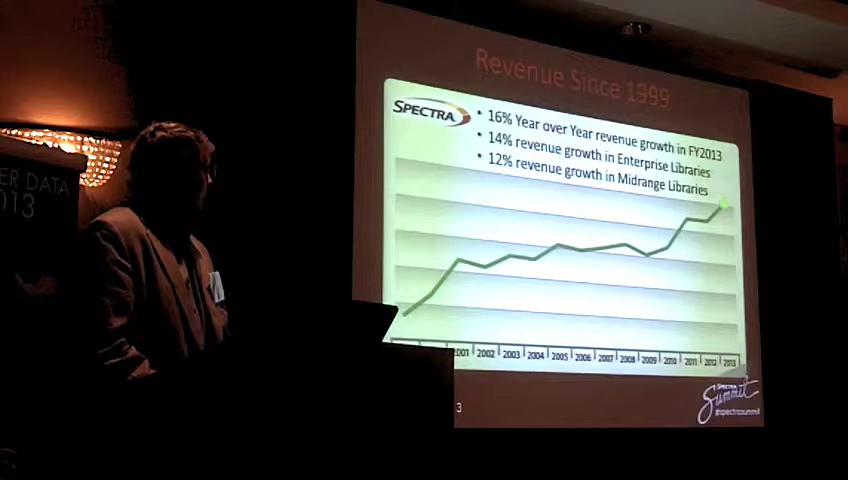 Revenue Since 1999
SPECTRA
• 16% Year over Year revenue growth in FY2013
• 14% revenue growth in Enterprise Libraries
• 12% revenue growth in Midrange Libraries
2001 2002 2003 2004 2005 2006 2007 2008 2009 2010 2011 2012 2013
ER DATA
013
3
SPECTRA
Summit
#spectrasummit